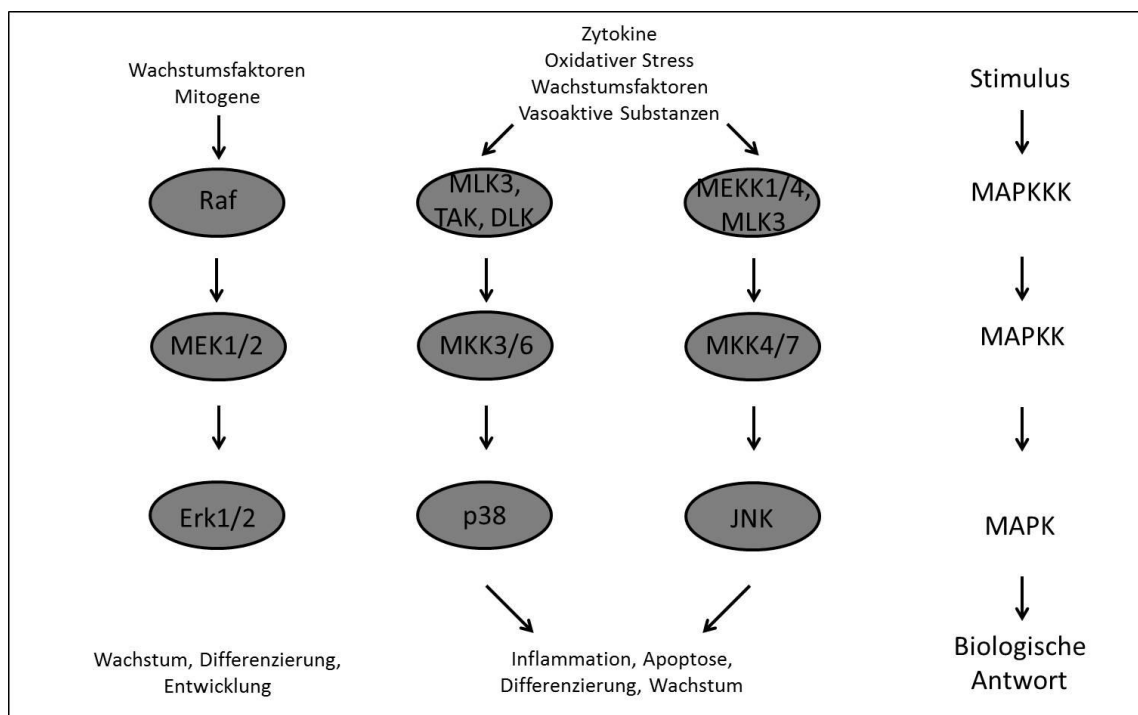 Wachstumsfaktoren
Mitogene
Zytokine
Oxidativer Stress
Wachstumsfaktoren
Vasoaktive Substanzen
Stimulus
Raf
MLK3,
TAK, DLK
MEKK1/4,
MLK3
MAPKKK
MEK1/2
MKK3/6
MKK4/7
MAPKK
Erk1/2
p38
JNK
MAPK
Wachstum, Differenzierung,
Entwicklung
Inflammation, Apoptose,
Differenzierung, Wachstum
Biologische
Antwort